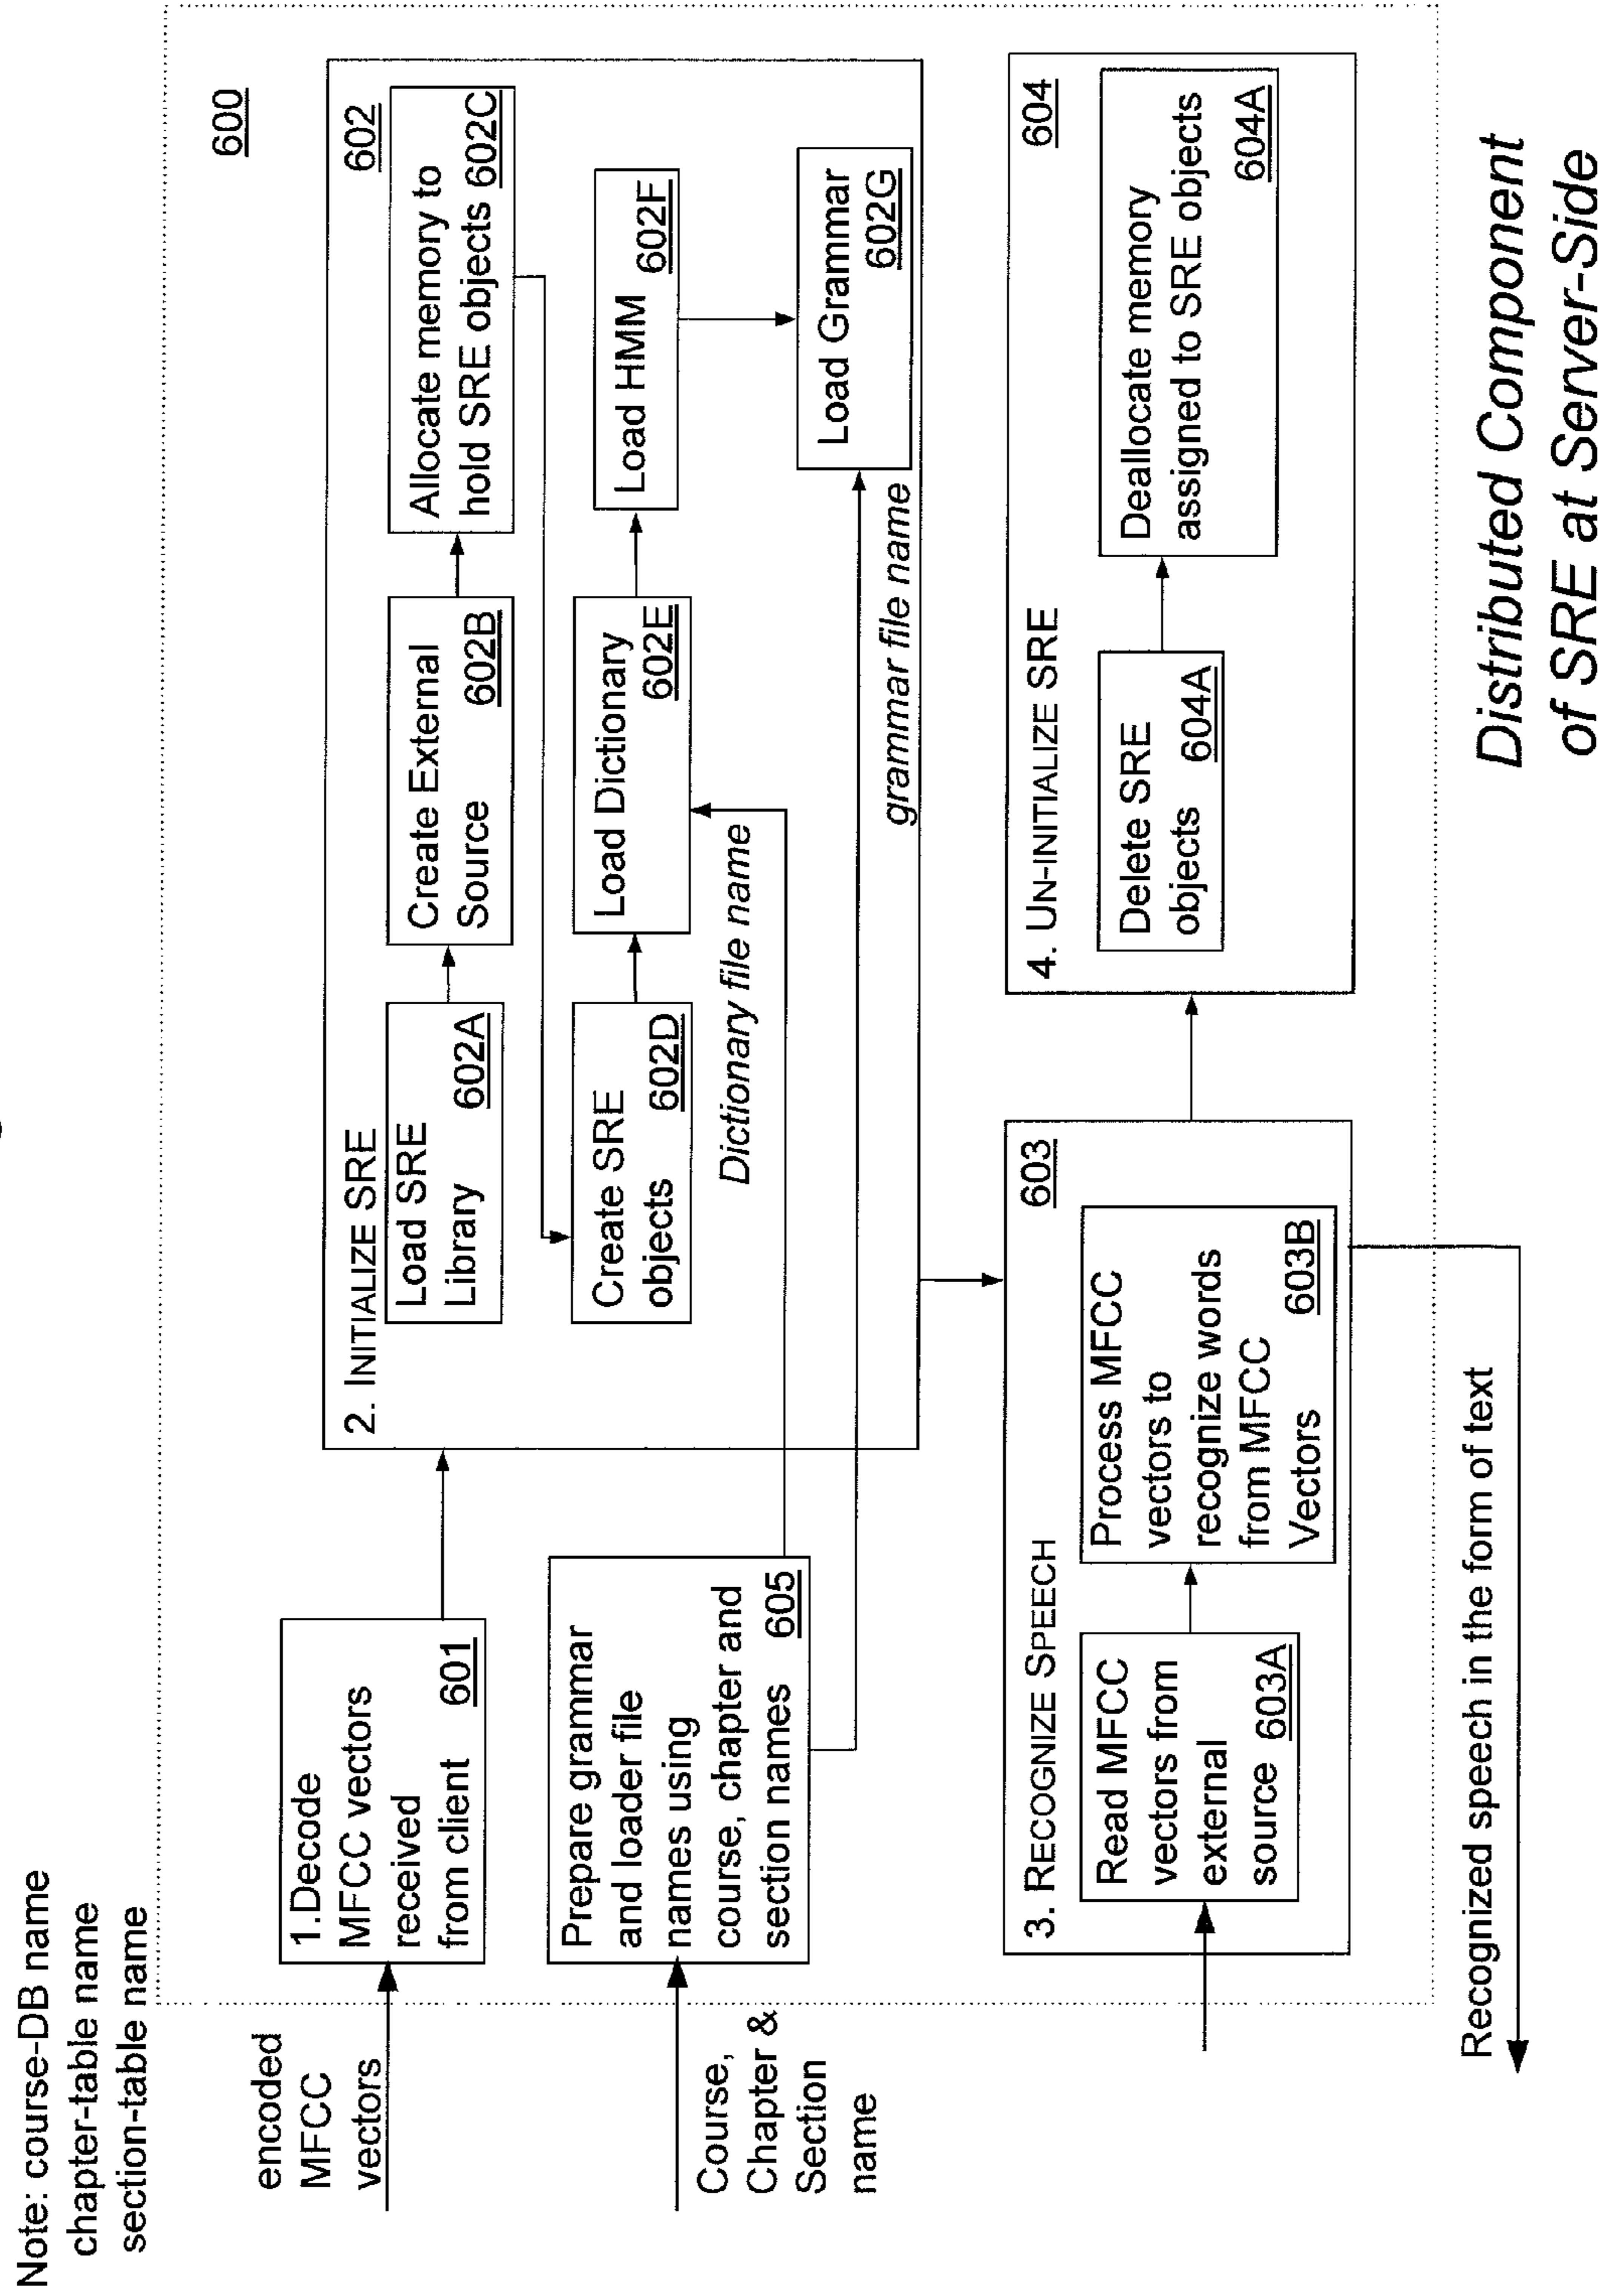 Note: course-DB name
chapter-table name
section-table name
600
encoded
MFCC
vectors
1.Decode
MFCC vectors
received
from client 601
2. INITIALIZE SRE
602
Load SRE
Library 602A
Create External
Source 602B
Allocate memory to
hold SRE objects 602C
Create SRE
objects 602D
Load Dictionary
602E
Load HMM 602F
Load Grammar
602G
Dictionary file name
grammar file name
Course,
Chapter &
Section
name
Prepare grammar
and loader file
names using
course, chapter and
section names 605
3. RECOGNIZE SPEECH
603
Read MFCC
vectors from
external
source 603A
Process MFCC
vectors to
recognize words
from MFCC
Vectors 603B
4. UN-INITIALIZE SRE
604
Delete SRE
objects 604A
Deallocate memory
assigned to SRE objects
604A
Recognized speech in the form of text
Distributed Component
of SRE at Server-Side